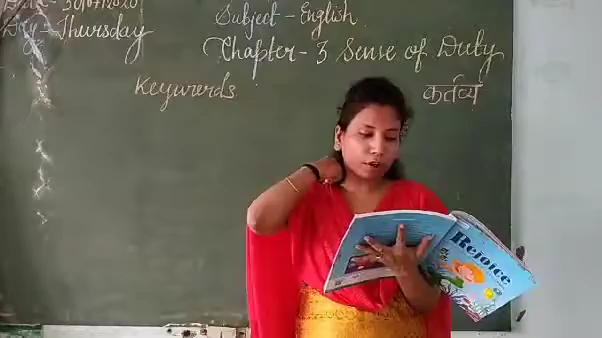 Subject - English
Day - Thursday
Chapter - 3 Sense of Duty
Keywords
कर्तव्य
Rejoice